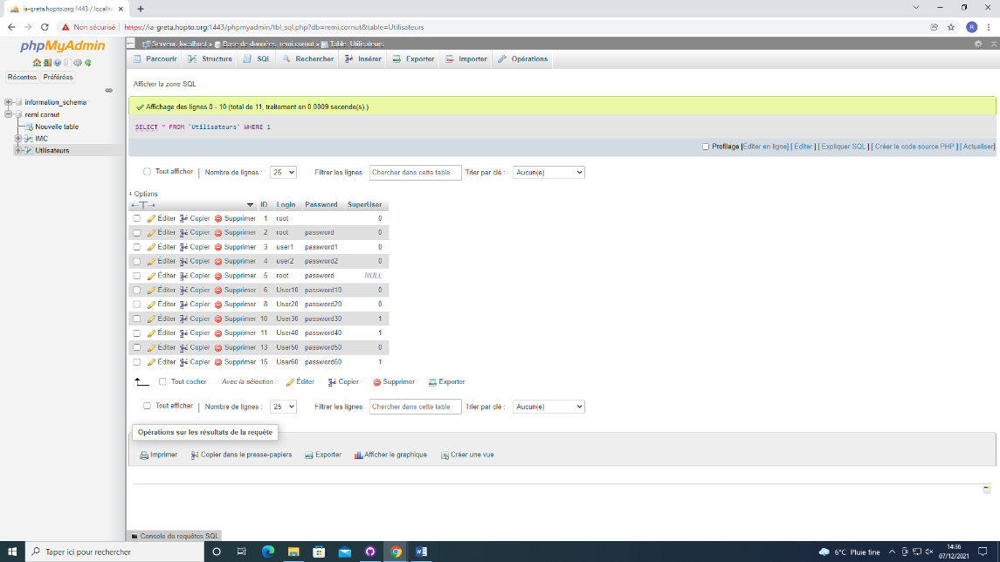 ia-greta.hopto.org:1443 / localho
Non sécurisé https://ia-greta.hopto.org:1443/phpmyadmin/tbl_sql.php?db=remi.cornut&table=Utilisateurs
phpMyAdmin
Récentes Préférées
information_schema
remi.cornut
Nouvelle table
IMC
Utilisateurs
Serveur: localhost » Base de données: remi.cornut » Table: Utilisateurs
Parcourir Structure SQL Rechercher Insérer Exporter Importer Opérations
Afficher la zone SQL
Affichage des lignes 0 - 10 (total de 11, traitement en 0.0009 seconde(s).)
SELECT * FROM `Utilisateurs` WHERE 1
Profilage [Éditer en ligne] [ Éditer ] [ Expliquer SQL ] [ Créer le code source PHP ] [ Actualiser]
Tout afficher Nombre de lignes : 25 Filtrer les lignes: Chercher dans cette table Trier par clé : Aucun(e)
+ Options
←T→ ID Login Password SuperUser
Éditer Copier Supprimer 1 root 0
Éditer Copier Supprimer 2 root password 0
Éditer Copier Supprimer 3 user1 password1 0
Éditer Copier Supprimer 4 user2 password2 0
Éditer Copier Supprimer 5 root password NULL
Éditer Copier Supprimer 6 User10 password10 0
Éditer Copier Supprimer 8 User20 password20 0
Éditer Copier Supprimer 10 User30 password30 1
Éditer Copier Supprimer 11 User40 password40 1
Éditer Copier Supprimer 13 User50 password50 0
Éditer Copier Supprimer 15 User60 password60 1
Tout cocher Avec la sélection : Éditer Copier Supprimer Exporter
Tout afficher Nombre de lignes : 25 Filtrer les lignes: Chercher dans cette table Trier par clé : Aucun(e)
Opérations sur les résultats de la requête
Imprimer Copier dans le presse-papiers Exporter Afficher le graphique Créer une vue
Console de requêtes SQL
Taper ici pour rechercher
6°C Pluie fine
14:36
07/12/2021